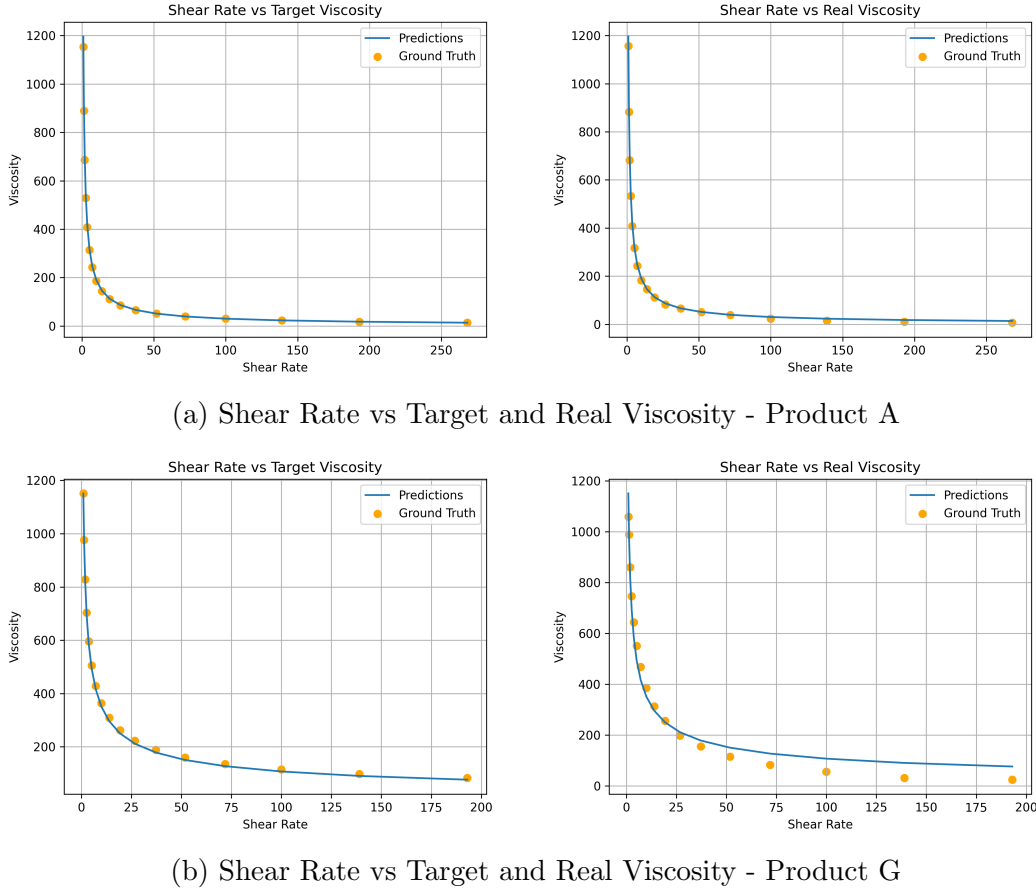 Shear Rate vs Target Viscosity
Predictions
Ground Truth
1200
1000
800
600
400
200
0
Viscosity
0 50 100 150 200 250
Shear Rate
Shear Rate vs Real Viscosity
Predictions
Ground Truth
1200
1000
800
600
400
200
0
Viscosity
0 50 100 150 200 250
Shear Rate
(a) Shear Rate vs Target and Real Viscosity - Product A
Shear Rate vs Target Viscosity
Predictions
Ground Truth
1200
1000
800
600
400
200
Viscosity
0 25 50 75 100 125 150 175 200
Shear Rate
Shear Rate vs Real Viscosity
Predictions
Ground Truth
1200
1000
800
600
400
200
0
Viscosity
0 25 50 75 100 125 150 175 200
Shear Rate
(b) Shear Rate vs Target and Real Viscosity - Product G